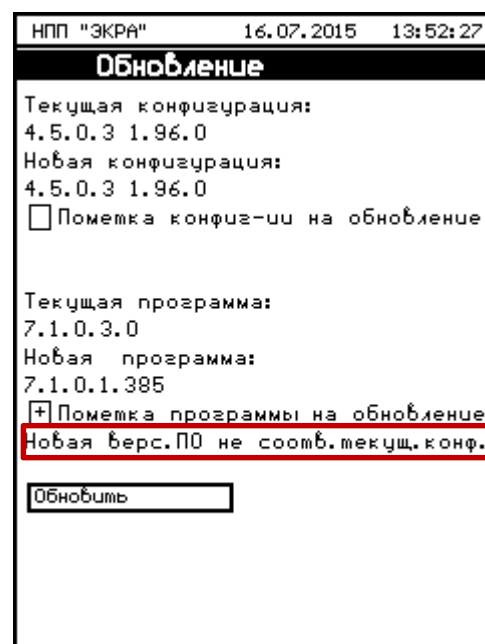 НПП "ЭКРА" 16.07.2015 13:52:27
Обновление
Текущая конфигурация:
4.5.0.3 1.96.0
Новая конфигурация:
4.5.0.3 1.96.0
Пометка конфиг-ии на обновление
Текущая программа:
7.1.0.3.0
Новая программа:
7.1.0.1.385
+ Пометка программы на обновление
Новая верс.ПО не соотв.текущ.конф.
Обновить